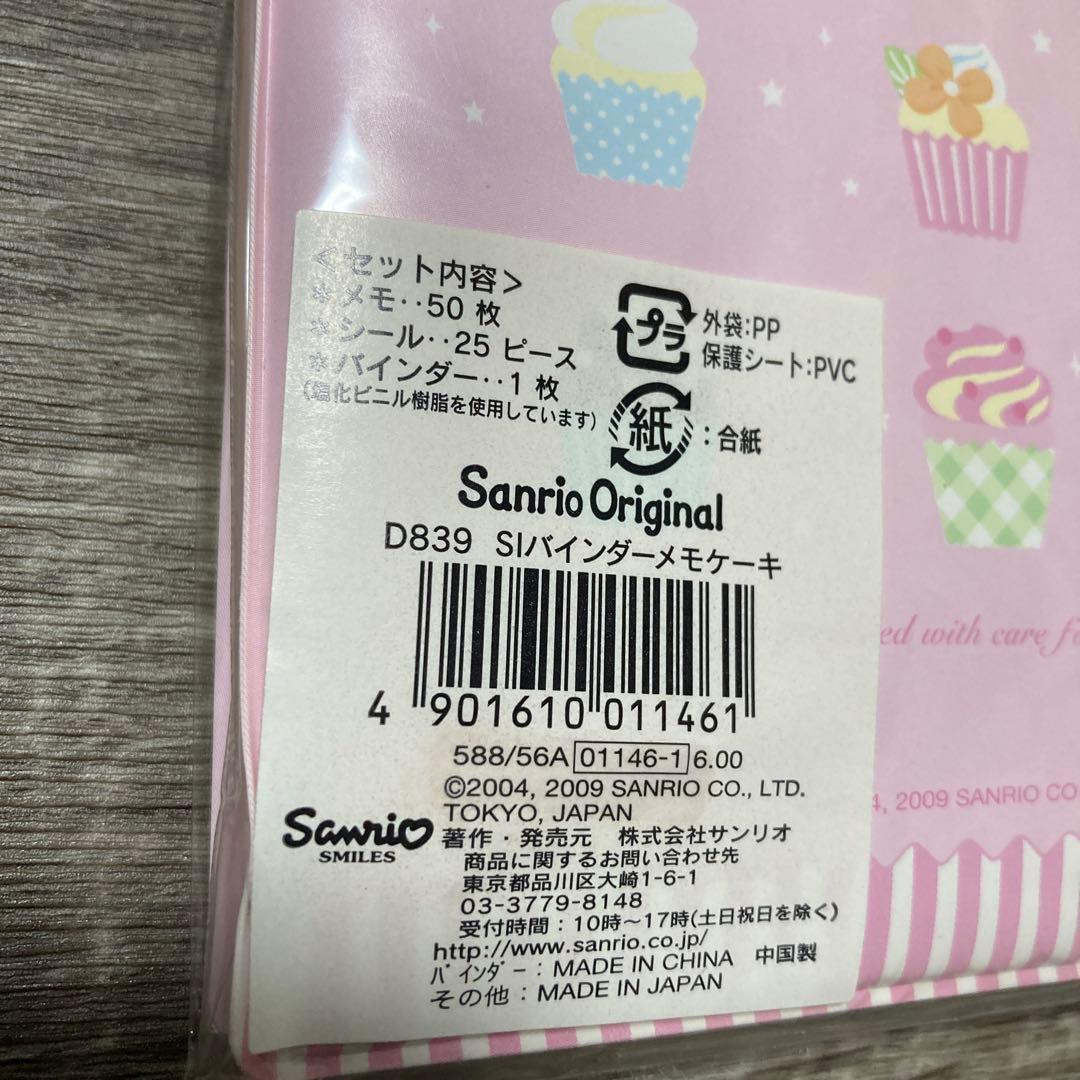 <セット内容>
*メモ‥50 枚
*シール‥25 ピース
*バインダー‥1 枚
(塩化ビニル樹脂を使用しています)
プラ
外袋:PP
保護シート:PVC
紙
:合紙
Sanrio Original
D839 SIバインダーメモケーキ
4 901610 011461
588/56A 01146-1 6.00
©2004, 2009 SANRIO CO., LTD.
TOKYO, JAPAN
Sanrio
SMILES
著作・発売元 株式会社サンリオ
商品に関するお問い合わせ先
東京都品川区大崎1-6-1
03-3779-8148
受付時間:10時~17時(土日祝日を除く)
http://www.sanrio.co.jp/
バインダー:MADE IN CHINA 中国製
その他:MADE IN JAPAN
with care
2009 SANRIO CO